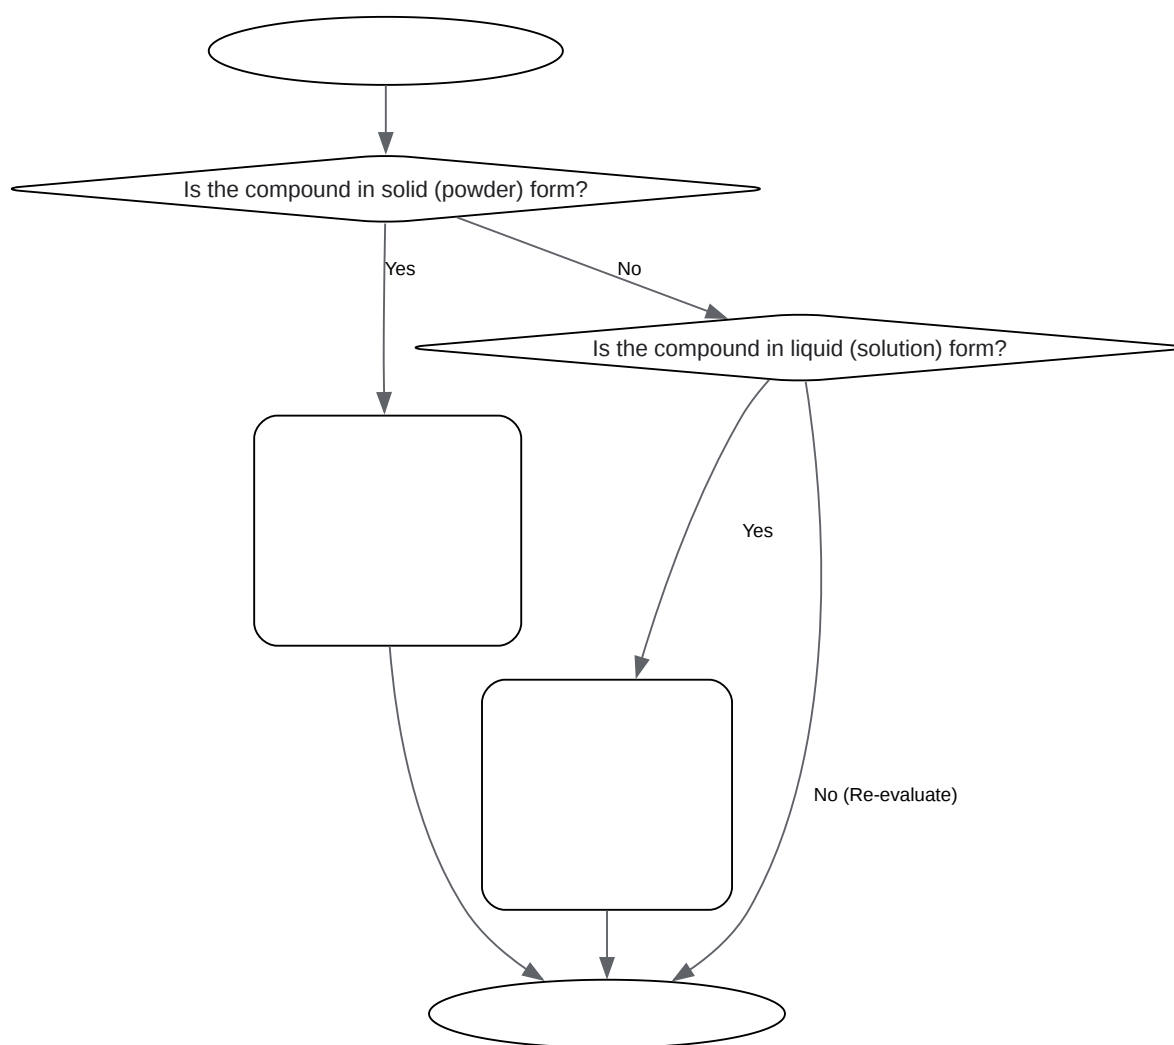 Is the compound in solid (powder) form?
Yes
No
Is the compound in liquid (solution) form?
Yes
No (Re-evaluate)